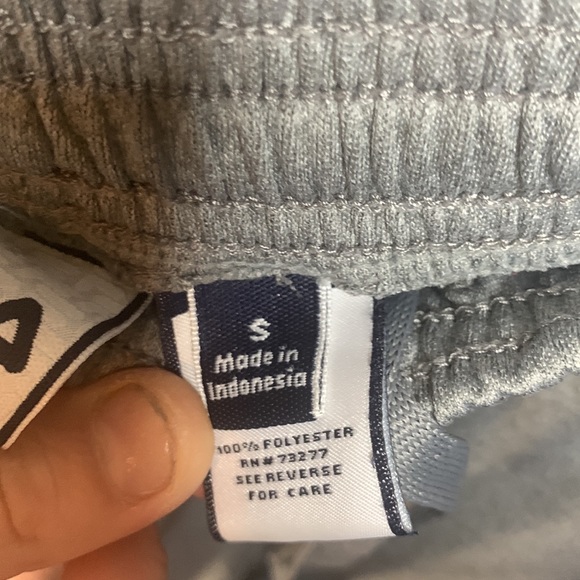 S
Made in
Indonesia
100% POLYESTER
RN# 73277
SEE REVERSE
FOR CARE